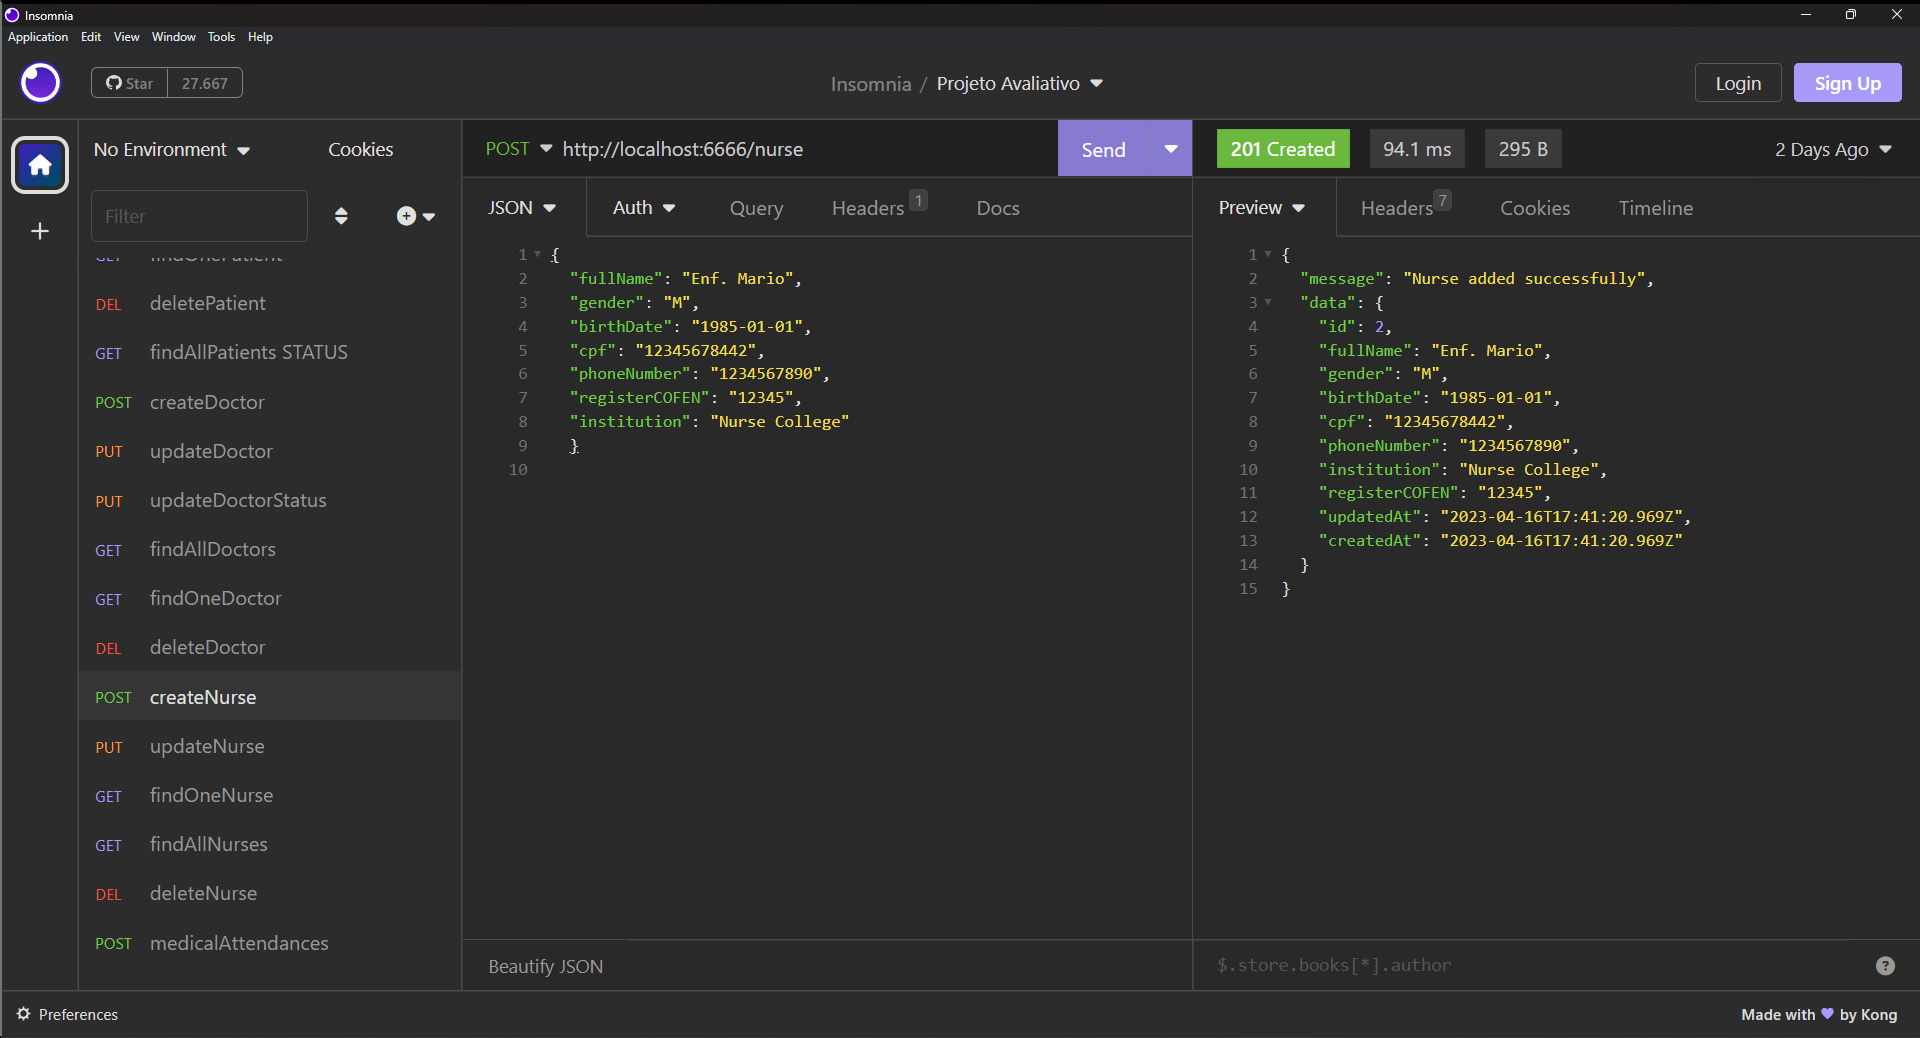 Insomnia
Application Edit View Window Tools Help
Star 27.667
Insomnia / Projeto Avaliativo
Login Sign Up
No Environment Cookies
Filter
GET findOnePatient
DEL deletePatient
GET findAllPatients STATUS
POST createDoctor
PUT updateDoctor
PUT updateDoctorStatus
GET findAllDoctors
GET findOneDoctor
DEL deleteDoctor
POST createNurse
PUT updateNurse
GET findOneNurse
GET findAllNurses
DEL deleteNurse
POST medicalAttendances
POST http://localhost:6666/nurse Send
JSON Auth Query Headers 1 Docs
1 {
2 "fullName": "Enf. Mario",
3 "gender": "M",
4 "birthDate": "1985-01-01",
5 "cpf": "12345678442",
6 "phoneNumber": "1234567890",
7 "registerCOFEN": "12345",
8 "institution": "Nurse College"
9 }
10
Beautify JSON
201 Created 94.1 ms 295 B 2 Days Ago
Preview Headers 7 Cookies Timeline
1 {
2 "message": "Nurse added successfully",
3 "data": {
4 "id": 2,
5 "fullName": "Enf. Mario",
6 "gender": "M",
7 "birthDate": "1985-01-01",
8 "cpf": "12345678442",
9 "phoneNumber": "1234567890",
10 "institution": "Nurse College",
11 "registerCOFEN": "12345",
12 "updatedAt": "2023-04-16T17:41:20.969Z",
13 "createdAt": "2023-04-16T17:41:20.969Z"
14 }
15 }
$.store.books[*].author
Preferences
Made with 💜 by Kong